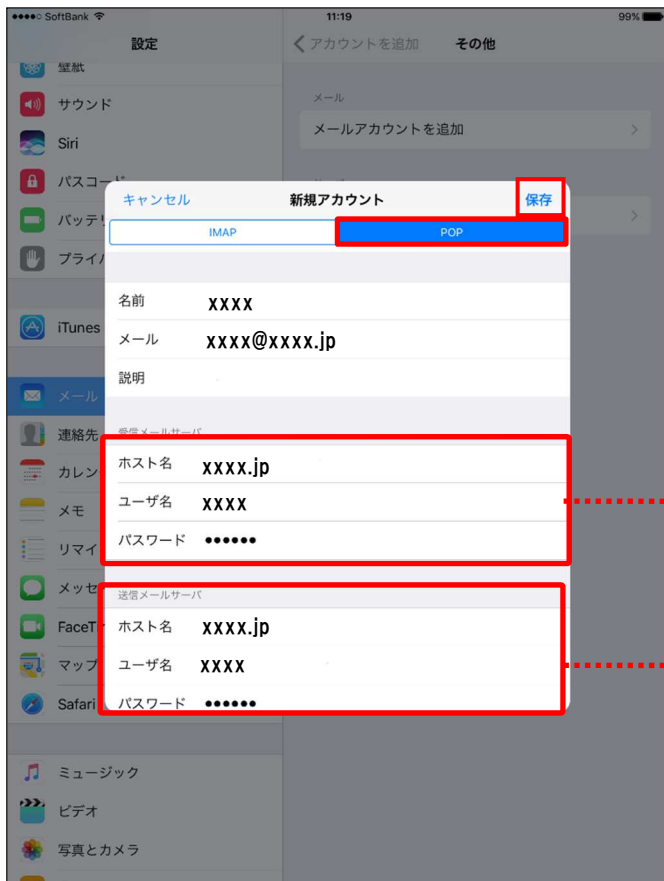 SoftBank 11:19 99%
設定
アカウントを追加 その他
壁紙
サウンド
Siri
パスコード
バッテ
プライ
iTunes
メール
連絡先
カレン
メモ
リマイ
メッセ
FaceTi
マップ
Safari
ミュージック
ビデオ
写真とカメラ
メール
メールアカウントを追加
キャンセル 新規アカウント 保存
IMAP POP
名前 xxxx
メール xxxx@xxxx.jp
説明
受信メールサーバ
ホスト名 xxxx.jp
ユーザ名 xxxx
パスワード ●●●●●●
送信メールサーバ
ホスト名 xxxx.jp
ユーザ名 xxxx
パスワード ●●●●●●